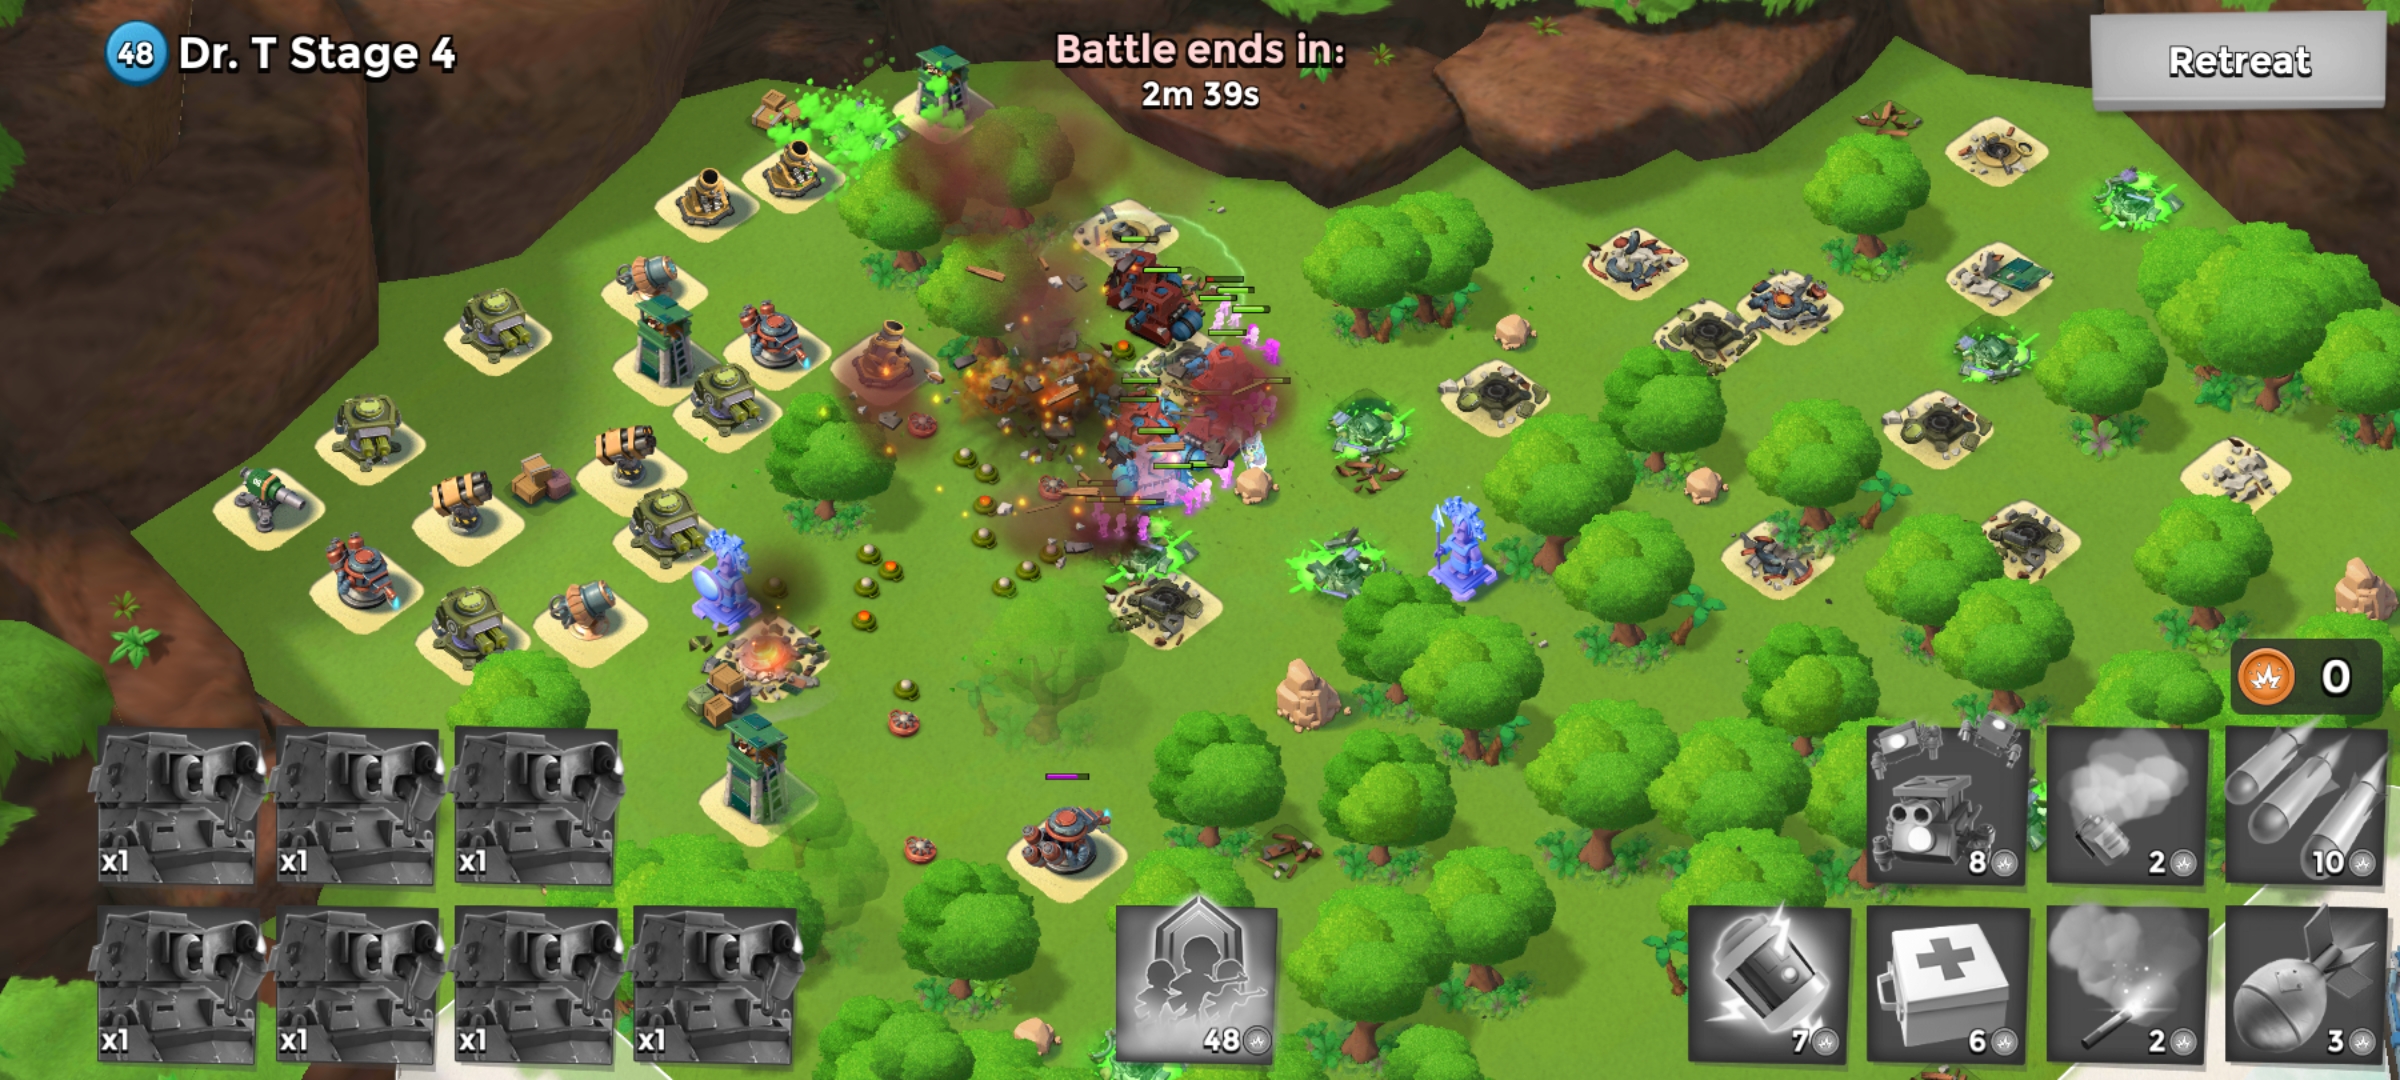 48 Dr. T Stage 4
Battle ends in:
2m 39s
Retreat
0
x1 x1 x1
8 2 10
x1 x1 x1 x1
48
7 6 2 3